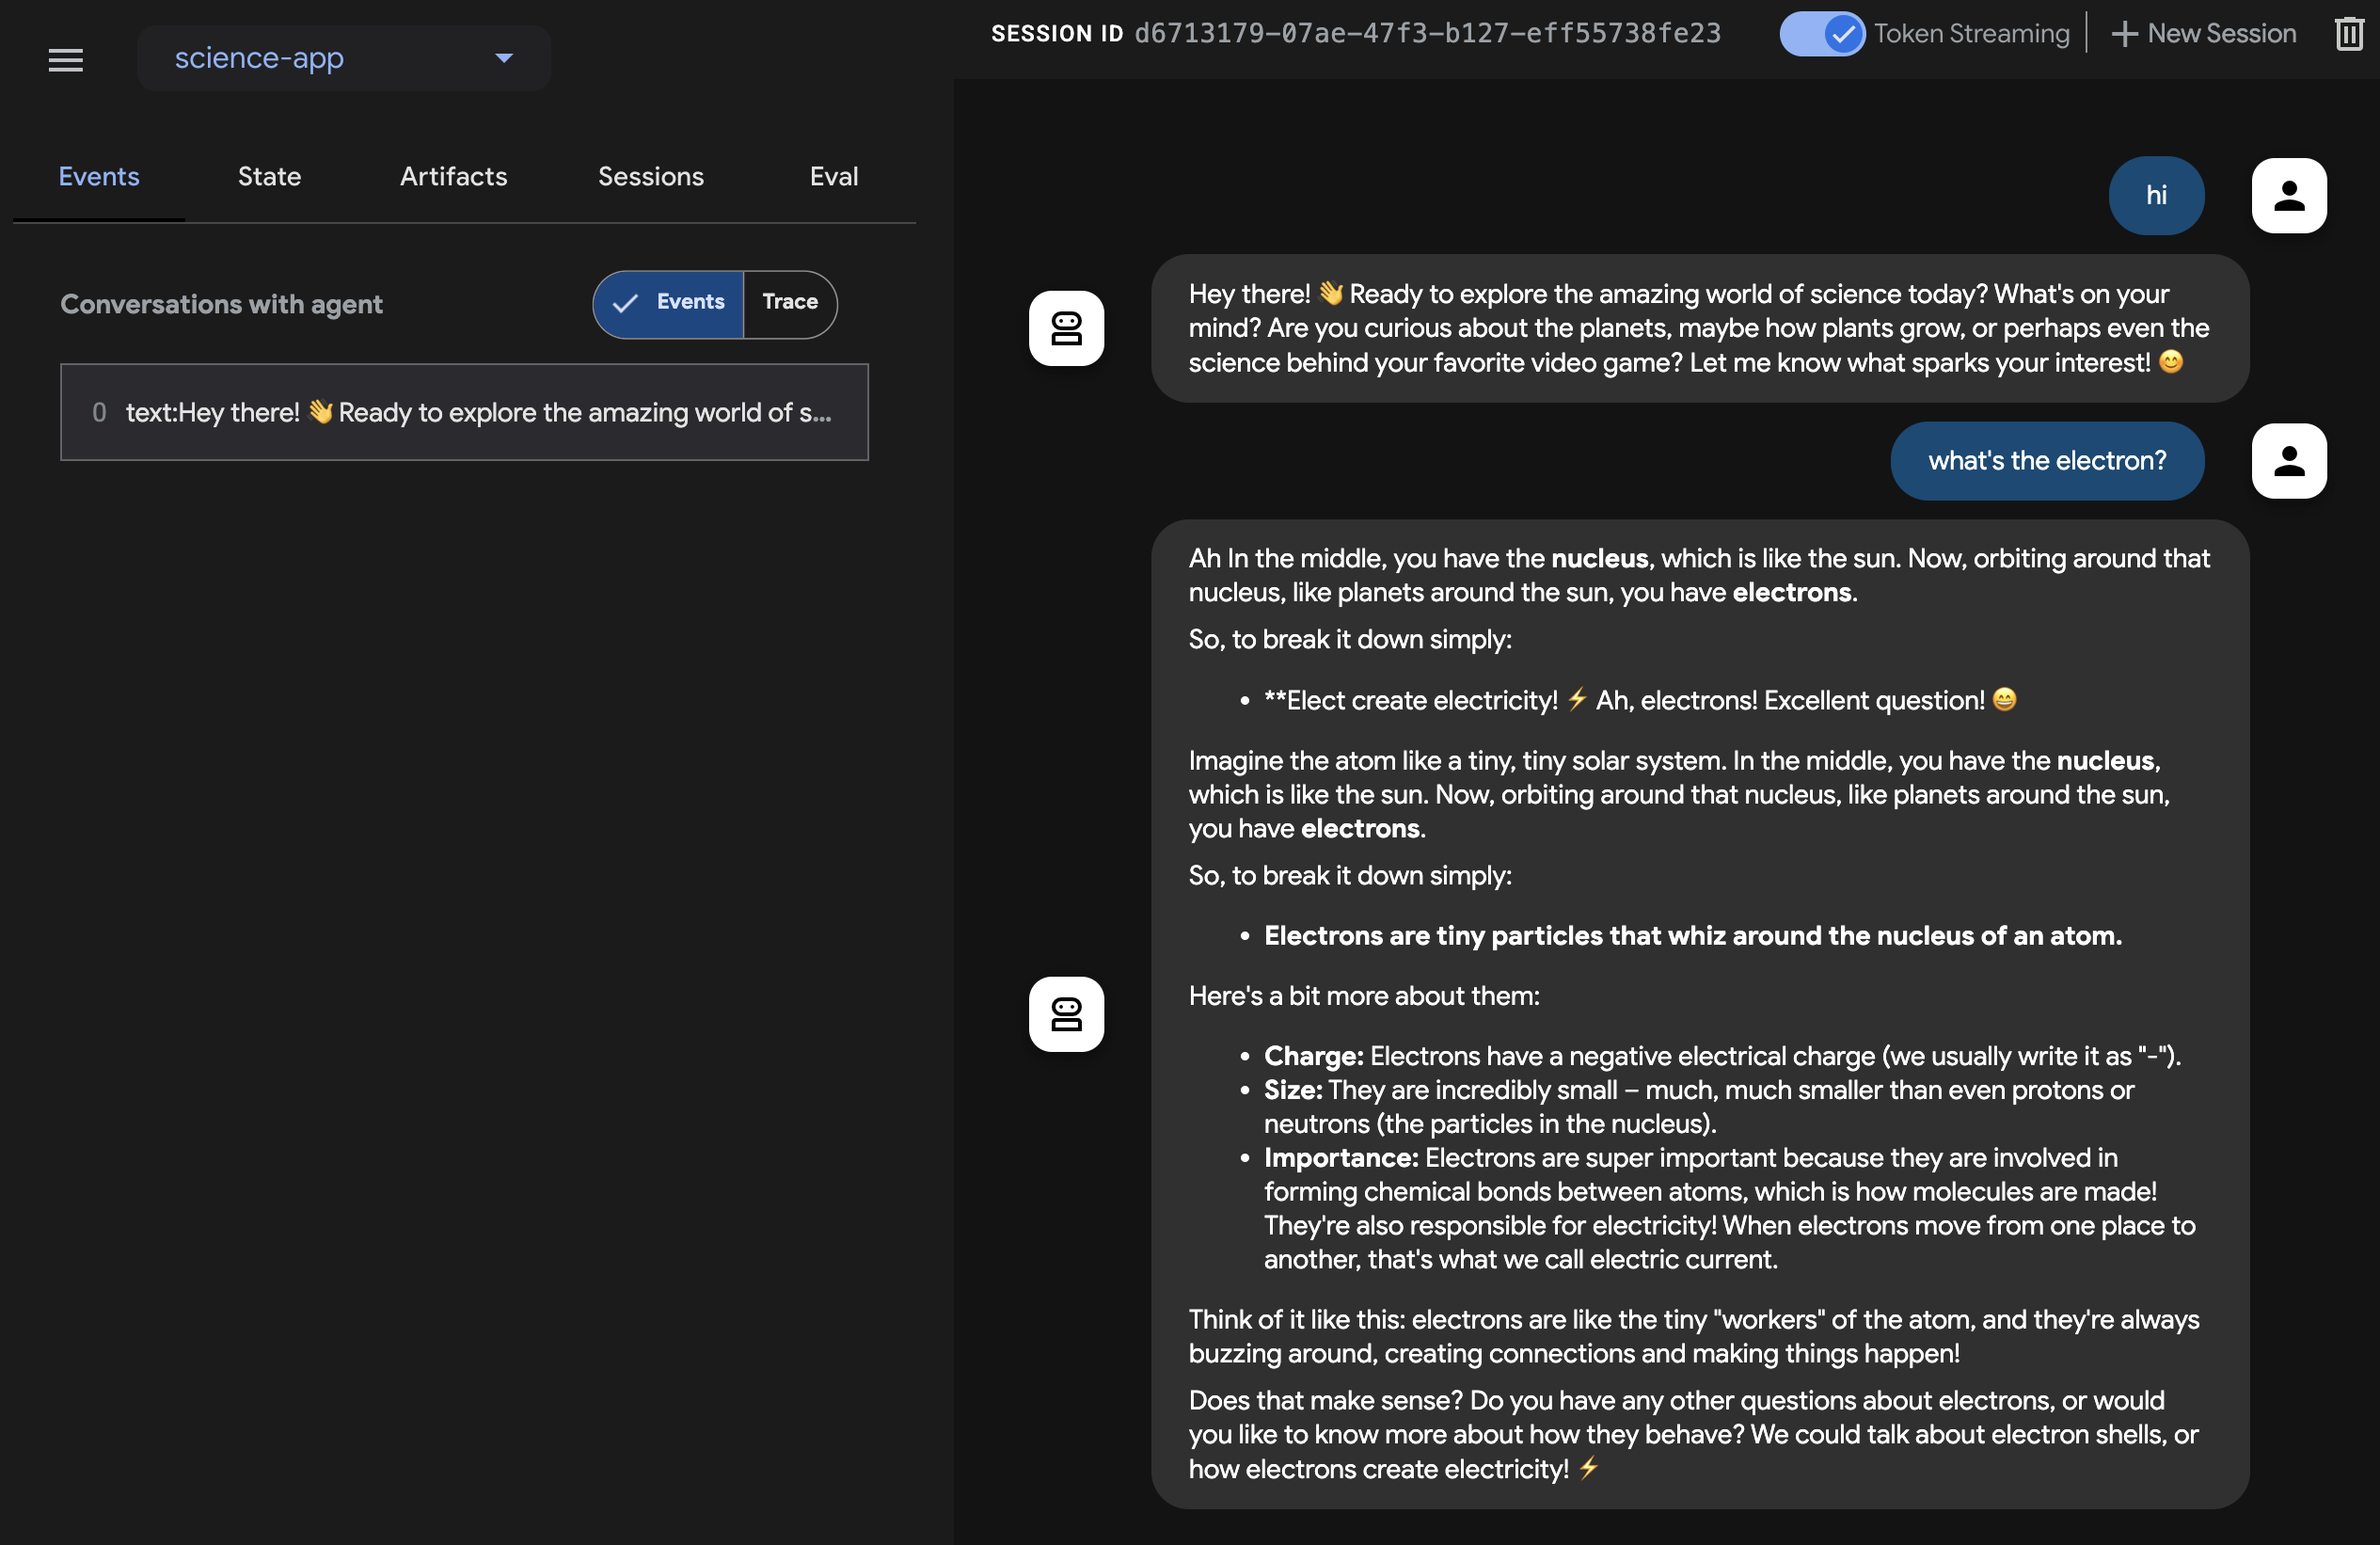 science-app
SESSION ID d6713179-07ae-47f3-b127-eff55738fe23
Token Streaming
New Session
Events State Artifacts Sessions Eval
Conversations with agent
Events Trace
0 text:Hey there! 👋 Ready to explore the amazing world of s...
hi
Hey there! 👋 Ready to explore the amazing world of science today? What's on your
mind? Are you curious about the planets, maybe how plants grow, or perhaps even the
science behind your favorite video game? Let me know what sparks your interest! 😊
what's the electron?
Ah In the middle, you have the nucleus, which is like the sun. Now, orbiting around that
nucleus, like planets around the sun, you have electrons.
So, to break it down simply:
• **Elect create electricity! ⚡ Ah, electrons! Excellent question! 😄
Imagine the atom like a tiny, tiny solar system. In the middle, you have the nucleus,
which is like the sun. Now, orbiting around that nucleus, like planets around the sun,
you have electrons.
So, to break it down simply:
• Electrons are tiny particles that whiz around the nucleus of an atom.
Here's a bit more about them:
• Charge: Electrons have a negative electrical charge (we usually write it as "-").
• Size: They are incredibly small – much, much smaller than even protons or
neutrons (the particles in the nucleus).
• Importance: Electrons are super important because they are involved in
forming chemical bonds between atoms, which is how molecules are made!
They're also responsible for electricity! When electrons move from one place to
another, that's what we call electric current.
Think of it like this: electrons are like the tiny "workers" of the atom, and they're always
buzzing around, creating connections and making things happen!
Does that make sense? Do you have any other questions about electrons, or would
you like to know more about how they behave? We could talk about electron shells, or
how electrons create electricity! ⚡